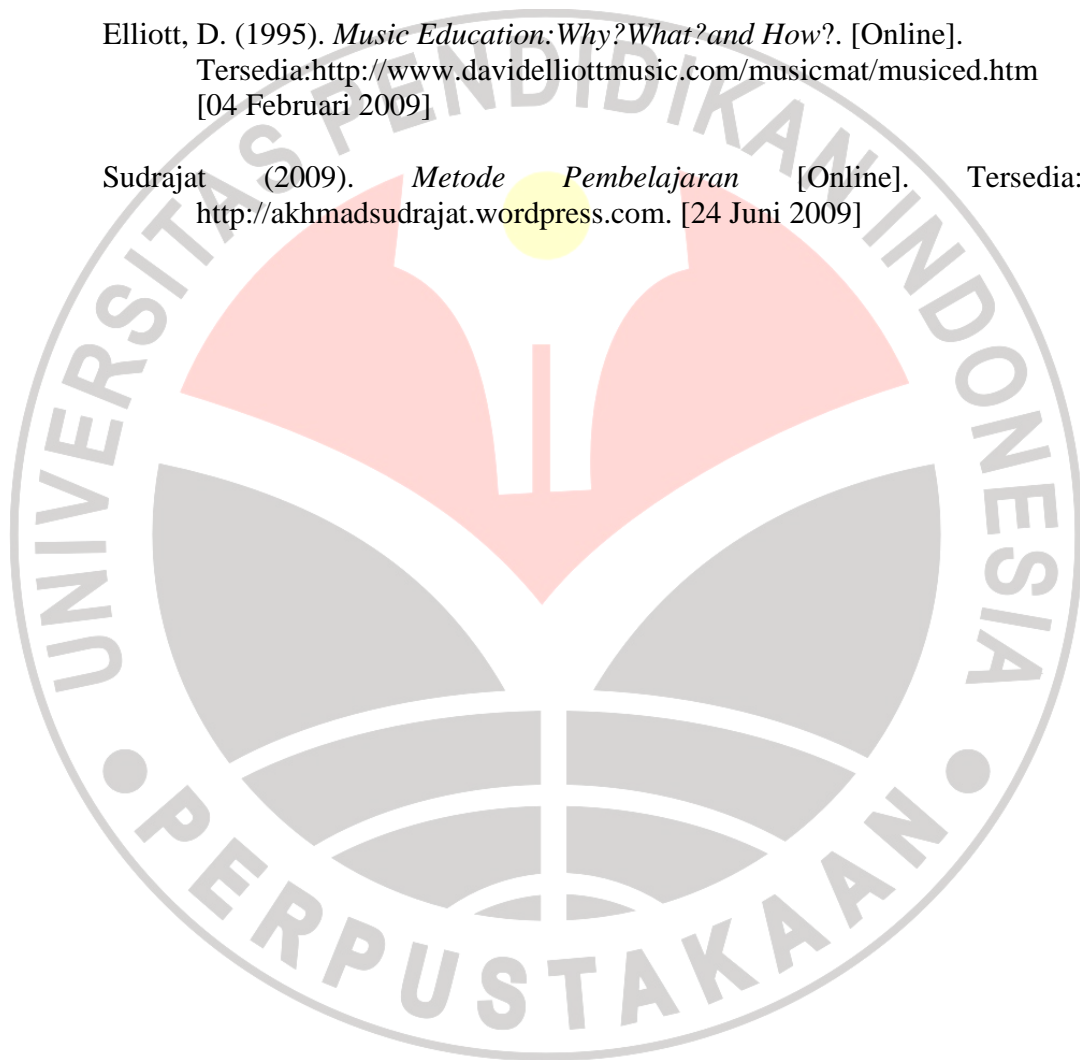 Elliott, D. (1995). Music Education:Why?What?and How?. [Online].
Tersedia:http://www.davidelliottmusic.com/musicmat/musiced.htm
[04 Februari 2009]
Sudrajat (2009). Metode Pembelajaran [Online]. Tersedia:
http://akhmadsudrajat.wordpress.com. [24 Juni 2009]
UNIVERSITAS PENDIDIKAN INDONESIA
PERPUSTAKAAN